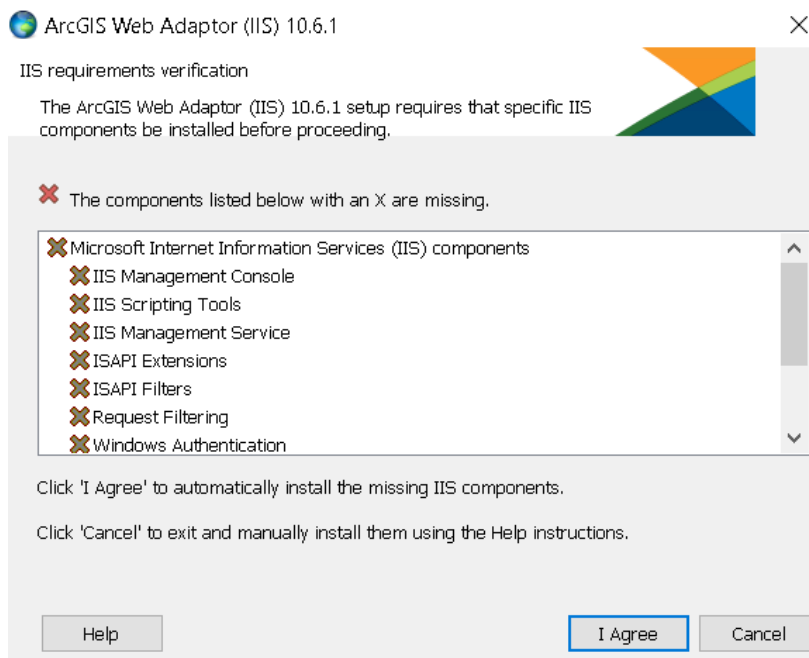 ArcGIS Web Adaptor (IIS) 10.6.1
IIS requirements verification
The ArcGIS Web Adaptor (IIS) 10.6.1 setup requires that specific IIS
components be installed before proceeding.
The components listed below with an X are missing.
Microsoft Internet Information Services (IIS) components
IIS Management Console
IIS Scripting Tools
IIS Management Service
ISAPI Extensions
ISAPI Filters
Request Filtering
Windows Authentication
Click 'I Agree' to automatically install the missing IIS components.
Click 'Cancel' to exit and manually install them using the Help instructions.
Help
I Agree
Cancel